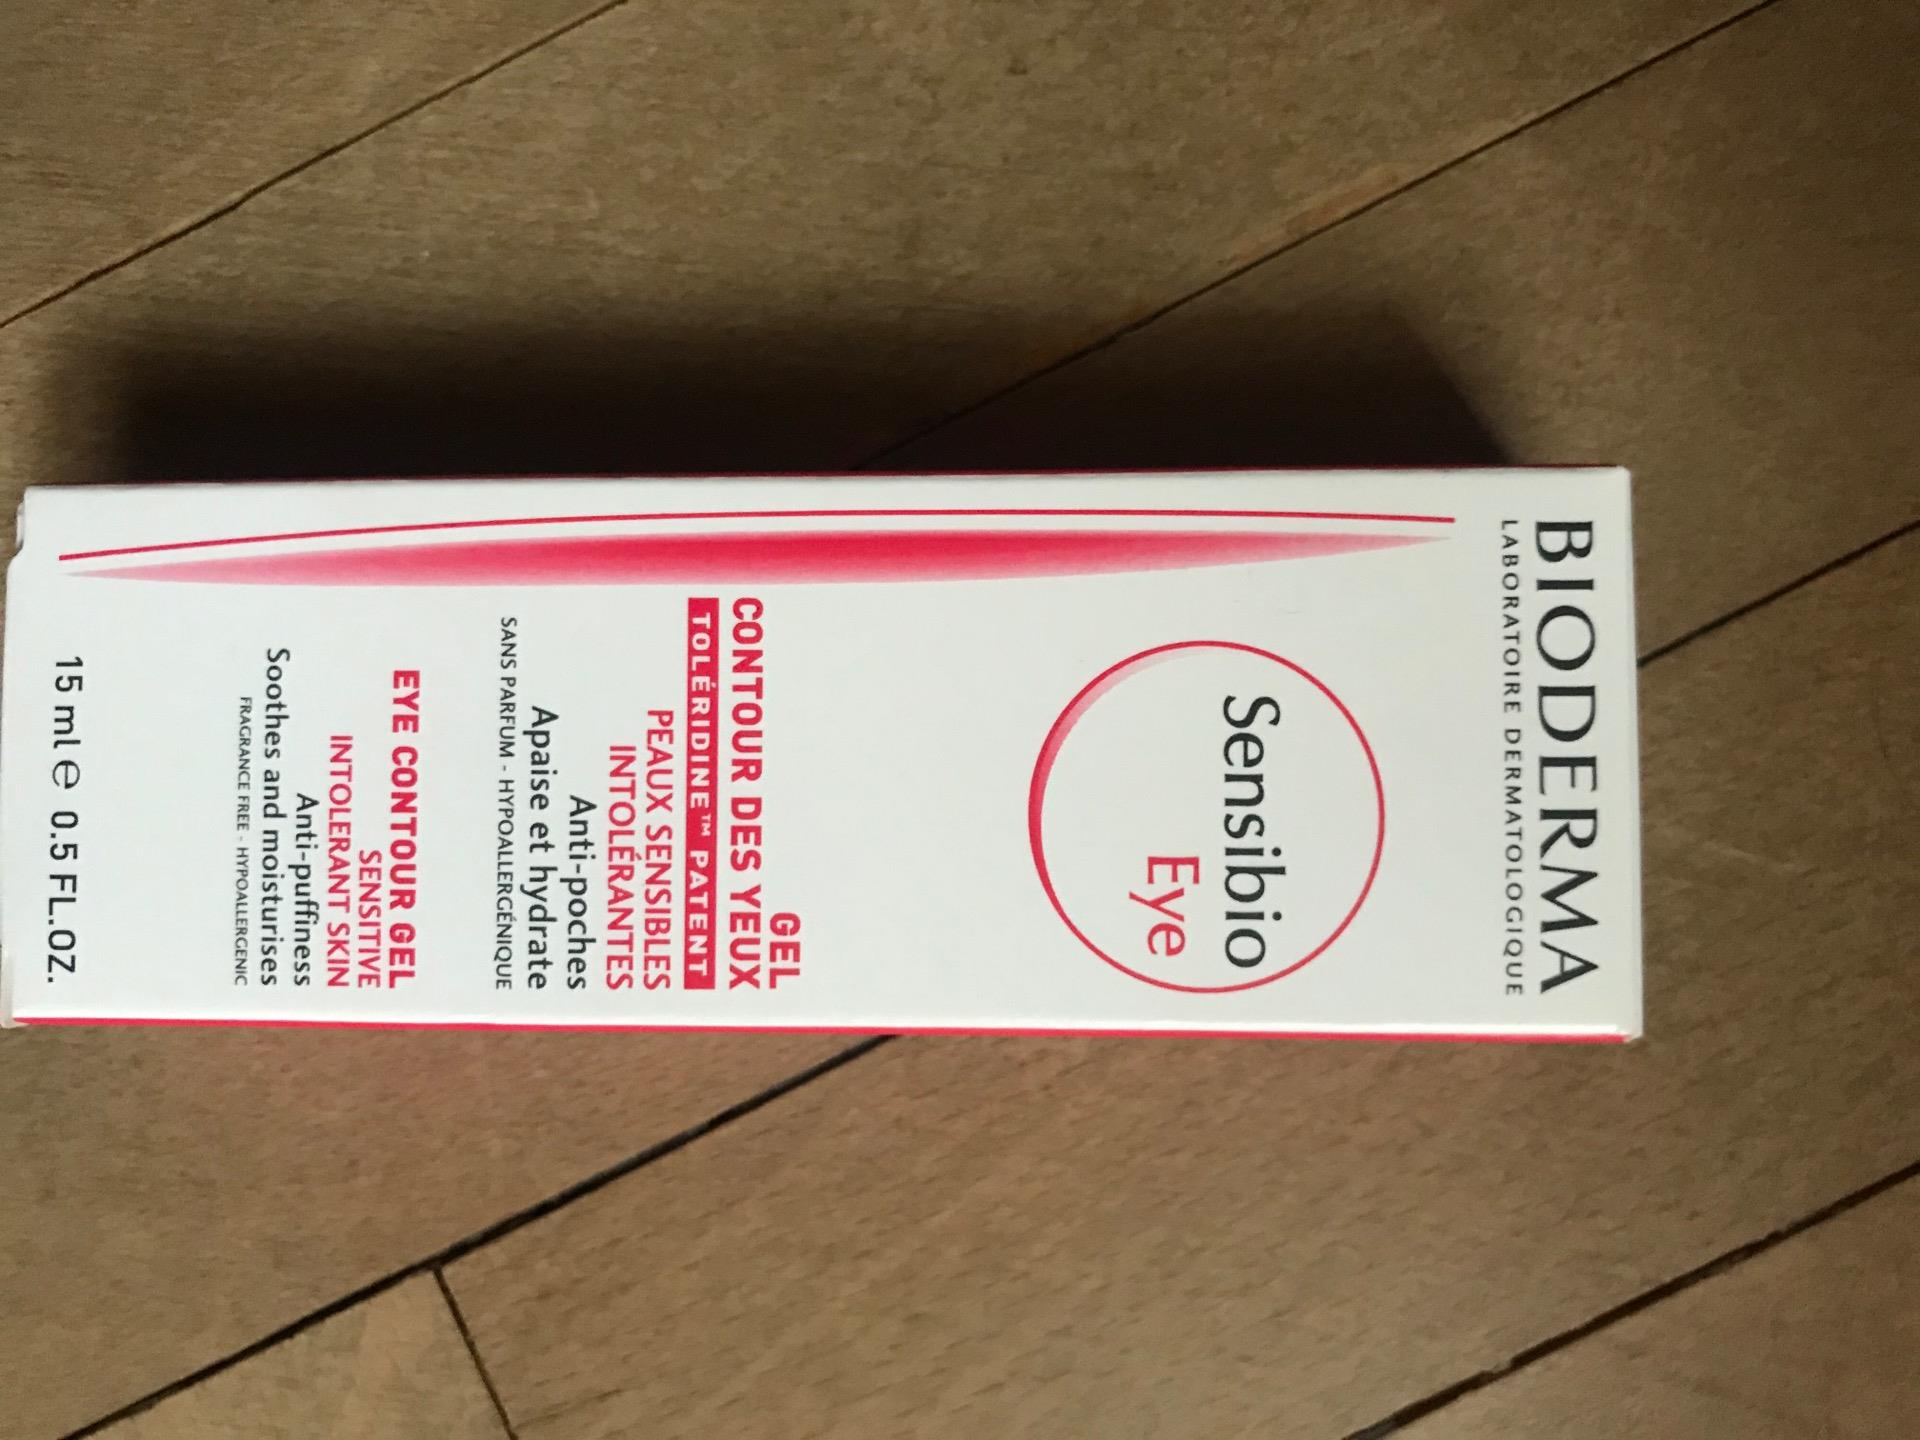 BIODERMA
LABORATOIRE DERMATOLOGIQUE
Sensibio
Eye
GEL
CONTOUR DES YEUX
TOLÉRIDINE™ PATENT
PEAUX SENSIBLES
INTOLÉRANTES
Anti-poches
Apaise et hydrate
SANS PARFUM - HYPOALLERGÉNIQUE
EYE CONTOUR GEL
SENSITIVE
INTOLERANT SKIN
Anti-puffiness
Soothes and moisturises
FRAGRANCE FREE - HYPOALLERGENIC
15 ml ℮ 0.5 FL.OZ.